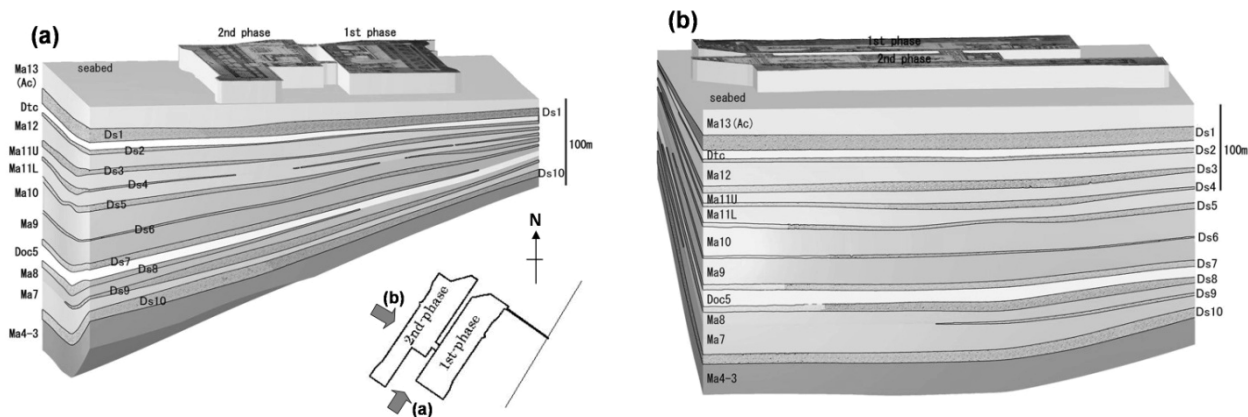 (a)
2nd phase
1st phase
Ma13
(Ac)
seabed
Dtc
Ma12
Ma11U
Ma11L
Ma10
Ma9
Doc5
Ma8
Ma7
Ma4-3
Ds1
Ds2
Ds3
Ds4
Ds5
Ds6
Ds7
Ds8
Ds9
Ds10
Ds1
100m
Ds10
N
(b)
2nd-phase
1st-phase
(a)
(b)
1st phase
2nd phase
seabed
Ma13(Ac)
Dtc
Ma12
Ma11U
Ma11L
Ma10
Ma9
Doc5
Ma8
Ma7
Ma4-3
Ds1
Ds2
Ds3
Ds4
Ds5
Ds6
Ds7
Ds8
Ds9
Ds10
100m